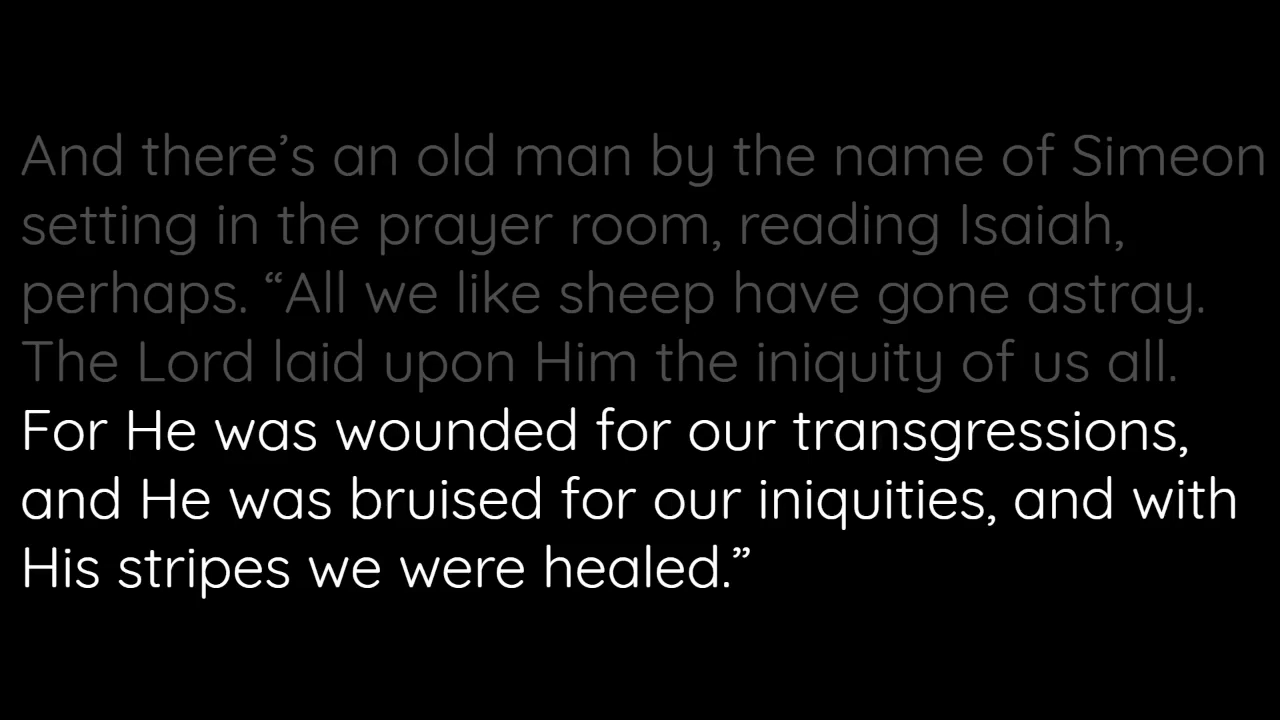 And there’s an old man by the name of Simeon
setting in the prayer room, reading Isaiah,
perhaps. “All we like sheep have gone astray.
The Lord laid upon Him the iniquity of us all.
For He was wounded for our transgressions,
and He was bruised for our iniquities, and with
His stripes we were healed.”